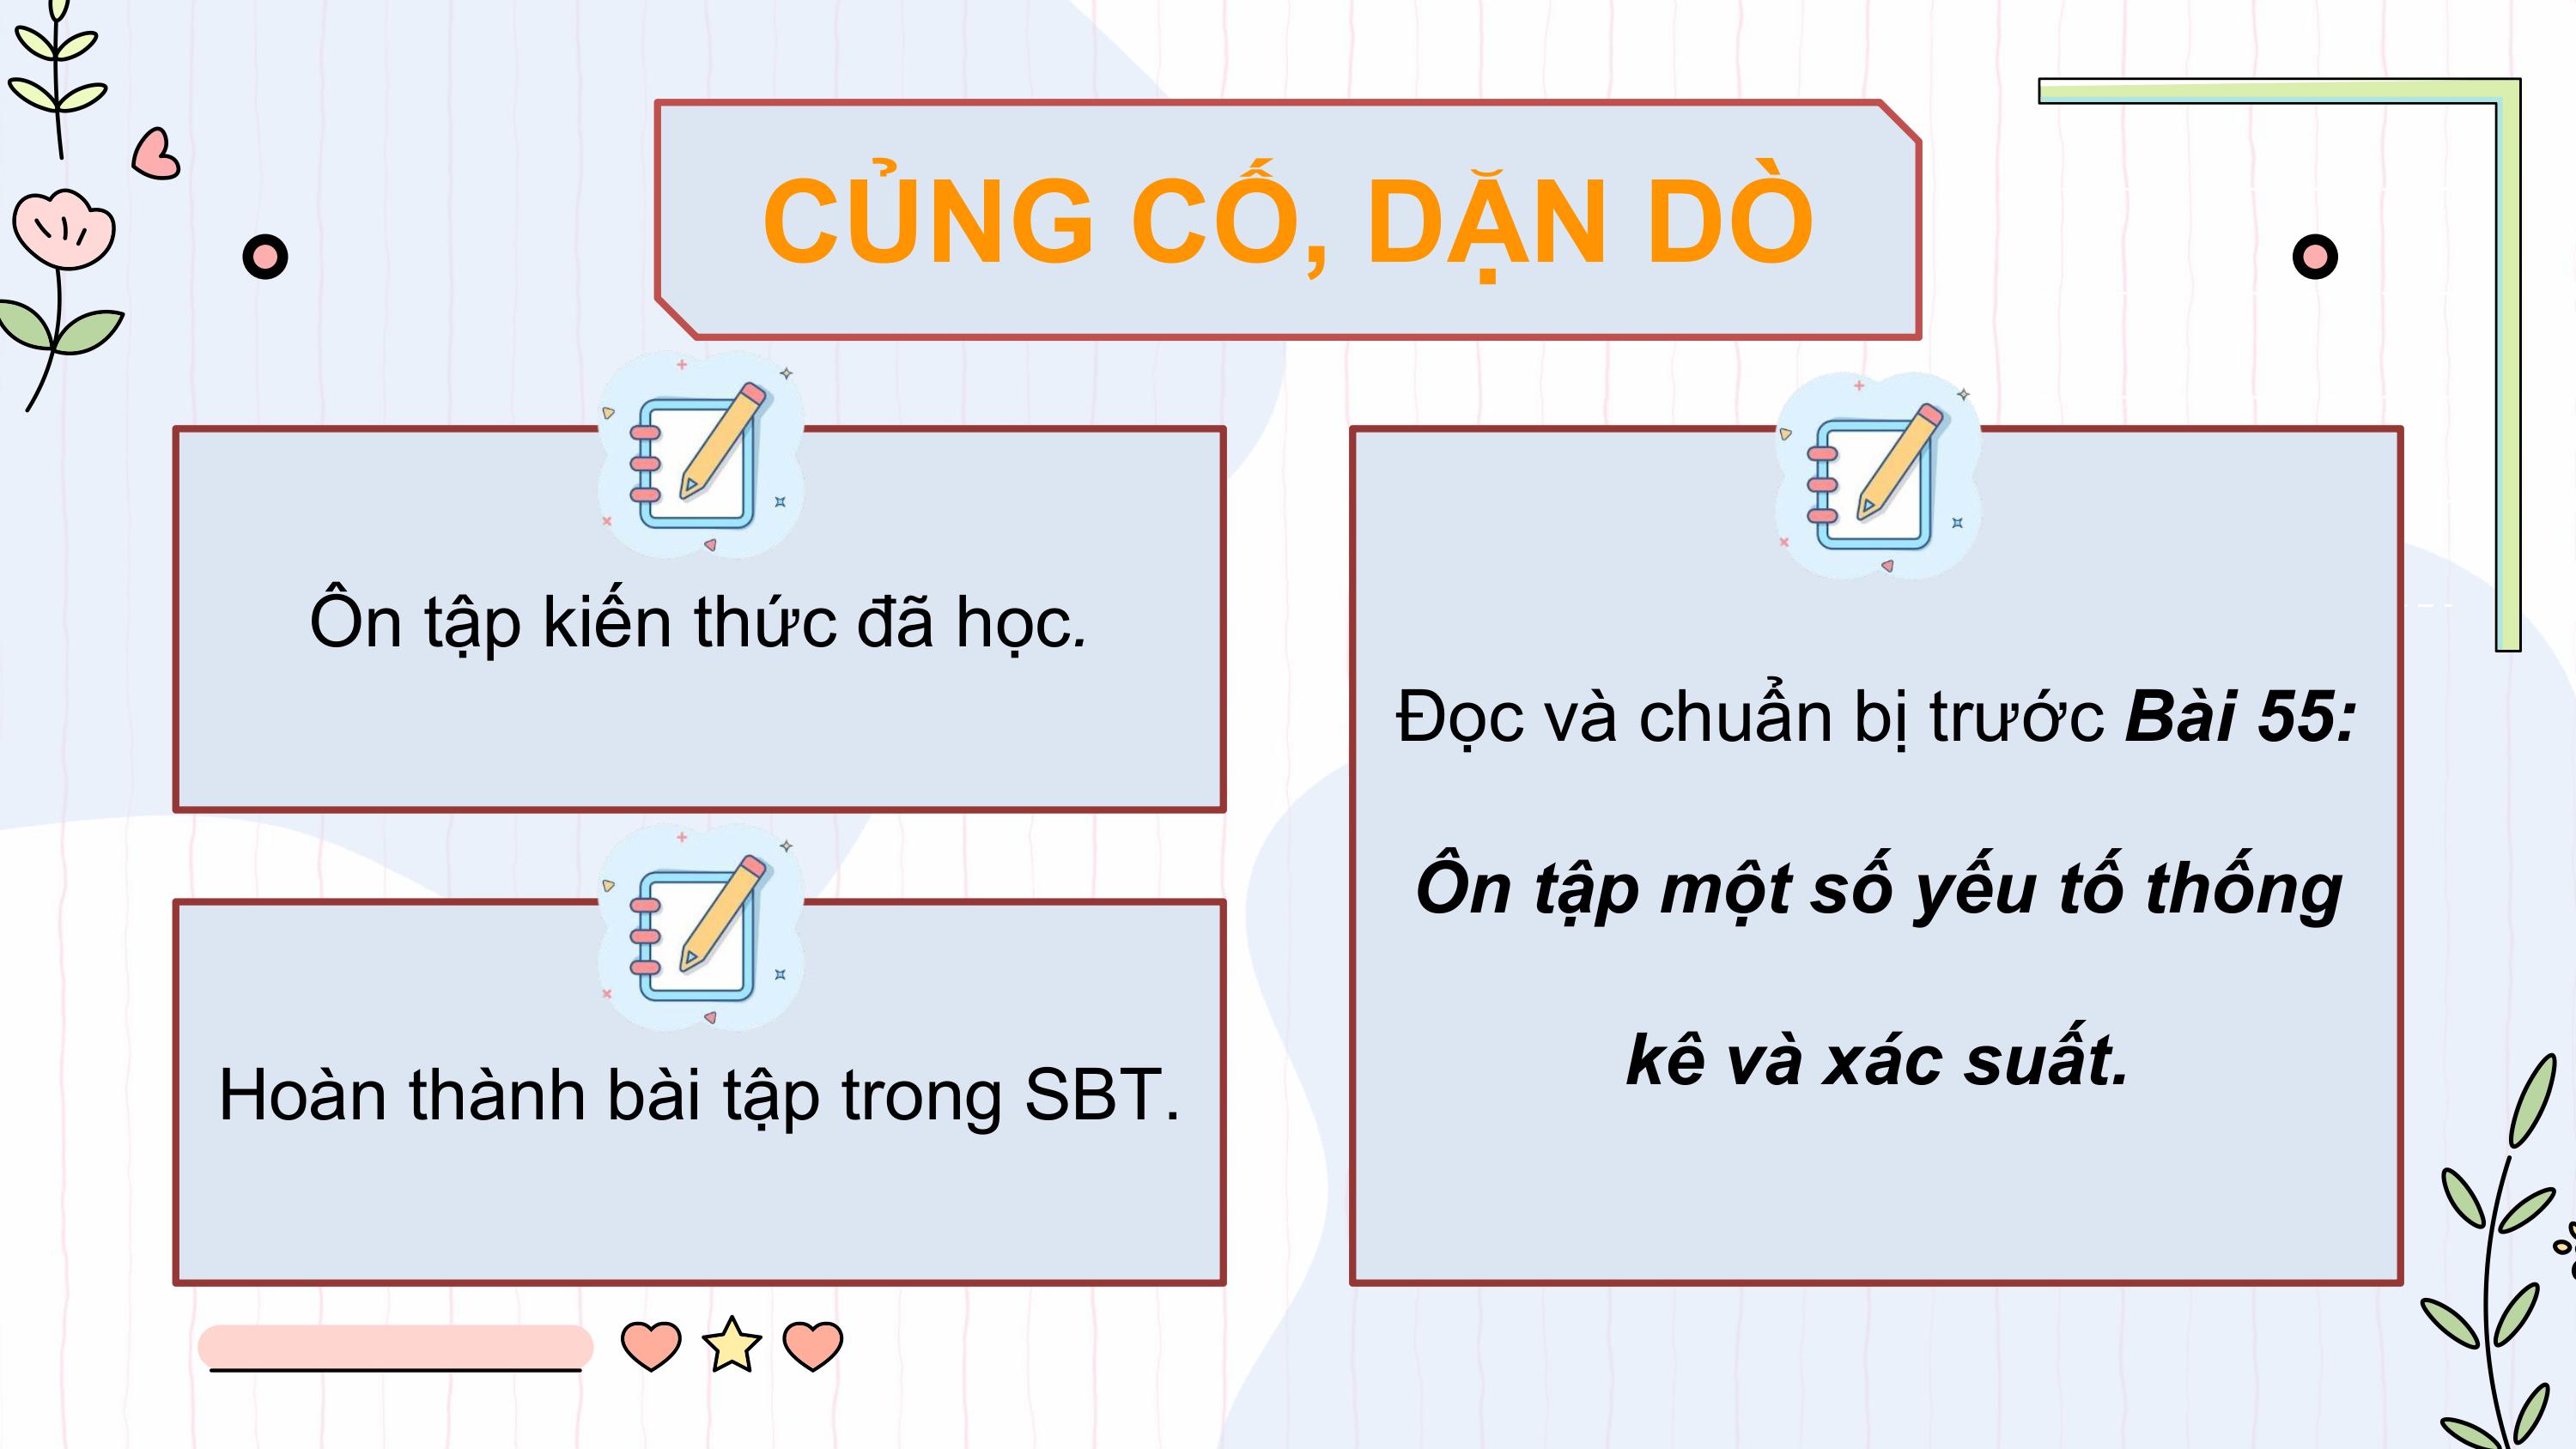 CỦNG CỐ, DẶN DÒ
Ôn tập kiến thức đã học.
Hoàn thành bài tập trong SBT.
Đọc và chuẩn bị trước Bài 55:
Ôn tập một số yếu tố thống
kê và xác suất.